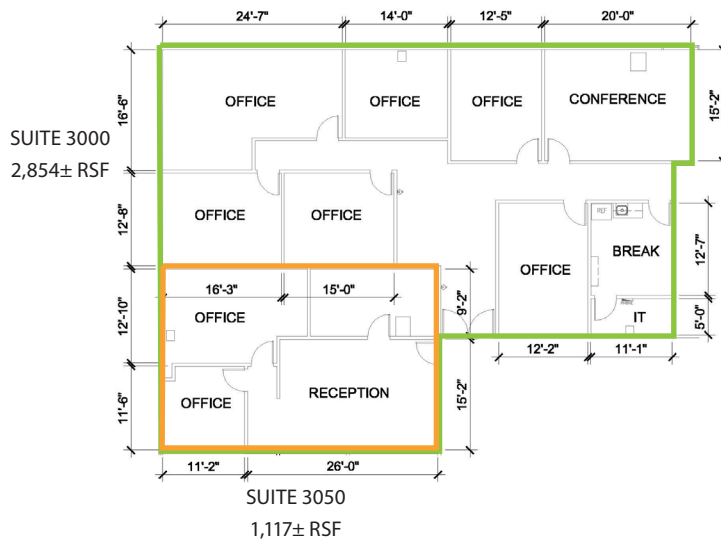 24'-7"
14'-0"
12'-5"
20'-0"
16'-6"
OFFICE
OFFICE
OFFICE
CONFERENCE
15'-2"
SUITE 3000
2,854± RSF
12'-8"
OFFICE
OFFICE
REF
BREAK
12'-7"
OFFICE
16'-3"
15'-0"
9'-2"
12'-10"
OFFICE
IT
5'-0"
12'-2"
11'-1"
11'-6"
OFFICE
RECEPTION
15'-2"
11'-2"
26'-0"
SUITE 3050
1,117± RSF